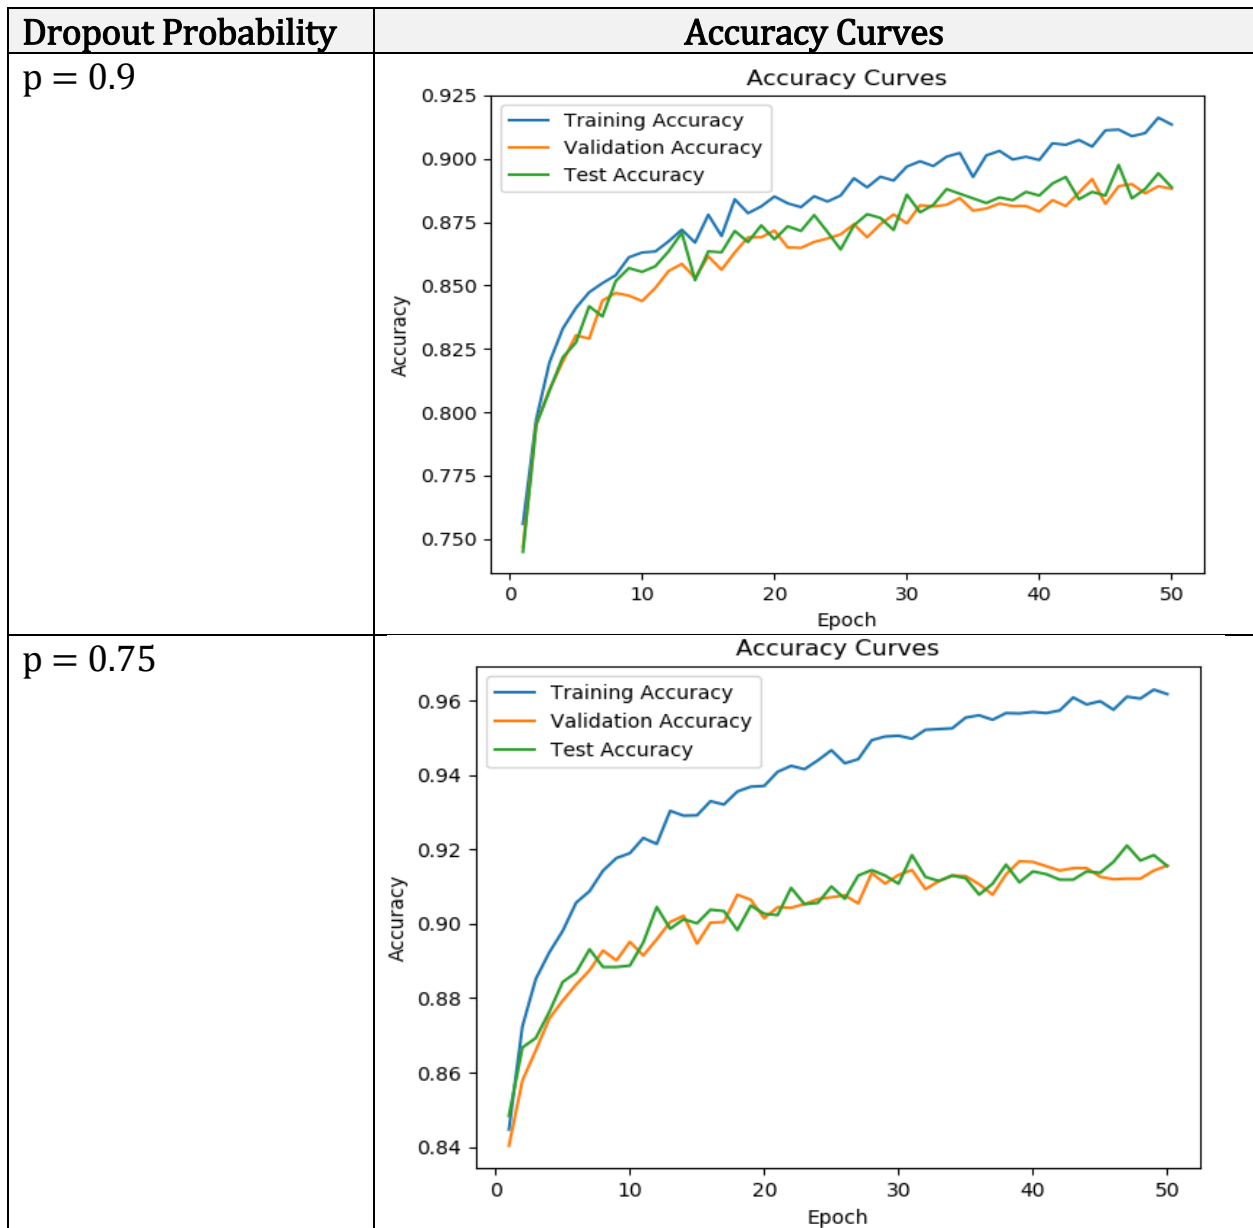 Dropout Probability
Accuracy Curves
p = 0.9
Accuracy Curves
0.925
0.900
0.875
0.850
0.825
0.800
0.775
0.750
Accuracy
Training Accuracy
Validation Accuracy
Test Accuracy
0 10 20 30 40 50
Epoch
p = 0.75
Accuracy Curves
0.96
0.94
0.92
0.90
0.88
0.86
0.84
Accuracy
Training Accuracy
Validation Accuracy
Test Accuracy
0 10 20 30 40 50
Epoch